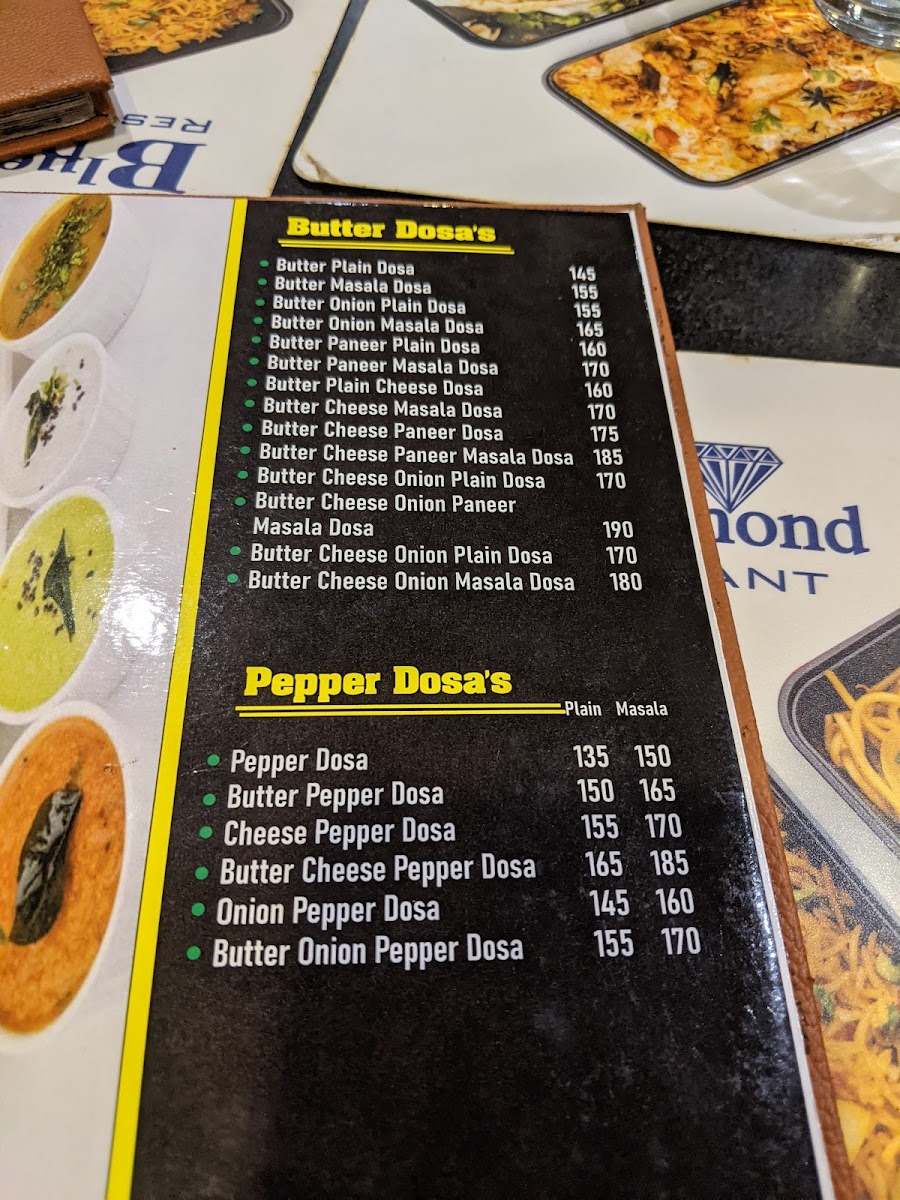 RES
Blue
Butter Dosa's
Butter Plain Dosa 145
Butter Masala Dosa 155
Butter Onion Plain Dosa 155
Butter Onion Masala Dosa 165
Butter Paneer Plain Dosa 160
Butter Paneer Masala Dosa 170
Butter Plain Cheese Dosa 160
Butter Cheese Masala Dosa 170
Butter Cheese Paneer Dosa 175
Butter Cheese Paneer Masala Dosa 185
Butter Cheese Onion Plain Dosa 170
Butter Cheese Onion Paneer
Masala Dosa 190
Butter Cheese Onion Plain Dosa 170
Butter Cheese Onion Masala Dosa 180
mond
ANT
Pepper Dosa's
Plain Masala
Pepper Dosa 135 150
Butter Pepper Dosa 150 165
Cheese Pepper Dosa 155 170
Butter Cheese Pepper Dosa 165 185
Onion Pepper Dosa 145 160
Butter Onion Pepper Dosa 155 170